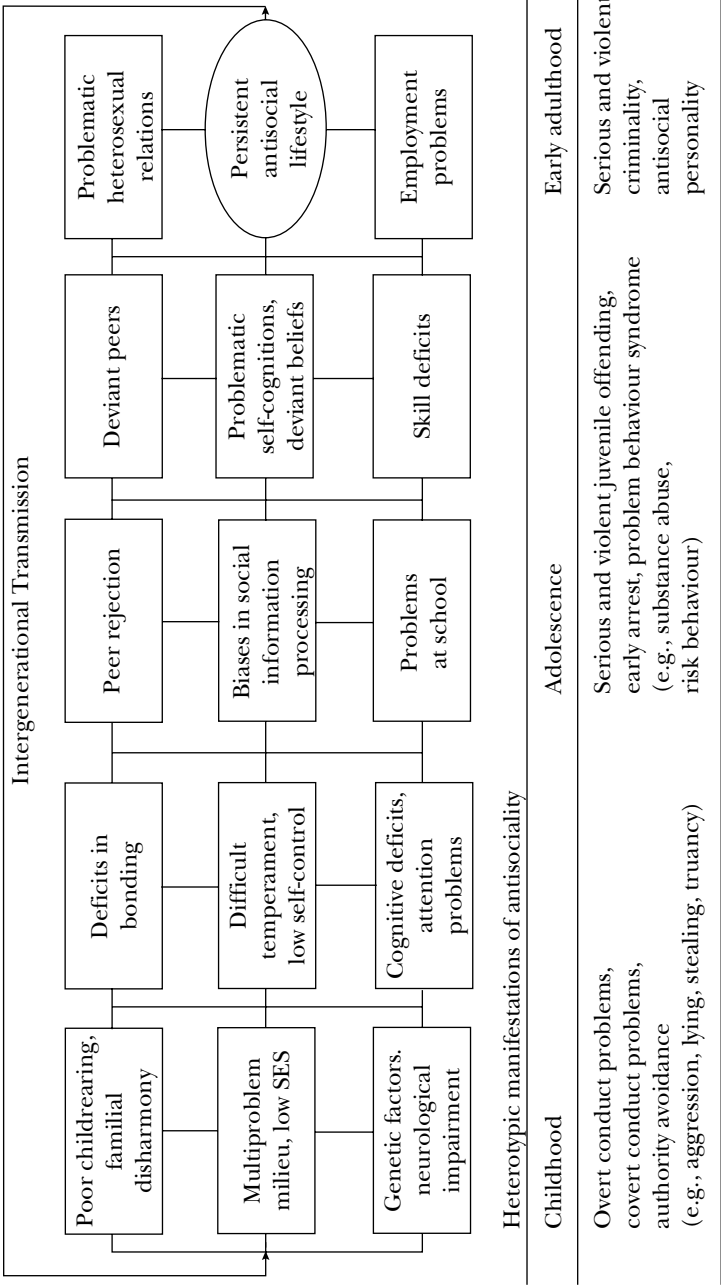 Intergenerational Transmission
Poor childrearing,
familial
disharmony
Multiproblem
milieu, low SES
Genetic factors.
neurological
impairment
Deficits in
bonding
Difficult
temperament,
low self-control
Cognitive deficits,
attention
problems
Peer rejection
Biases in social
information
processing
Problems
at school
Deviant peers
Problematic
self-cognitions,
deviant beliefs
Skill deficits
Problematic
heterosexual
relations
Persistent
antisocial
lifestyle
Employment
problems
Heterotypic manifestations of antisociality
Childhood
Adolescence
Early adulthood
Overt conduct problems,
covert conduct problems,
authority avoidance
(e.g., aggression, lying, stealing, truancy)
Serious and violent juvenile offending,
early arrest, problem behaviour syndrome
(e.g., substance abuse,
risk behaviour)
Serious and violent
criminality,
antisocial
personality